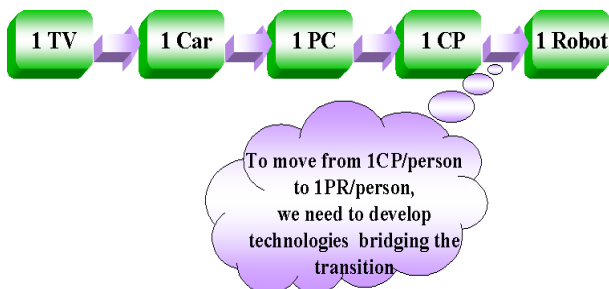 1 TV
1 Car
1 PC
1 CP
1 Robot
To move from 1CP/person
to 1PR/person,
we need to develop
technologies bridging the
transition